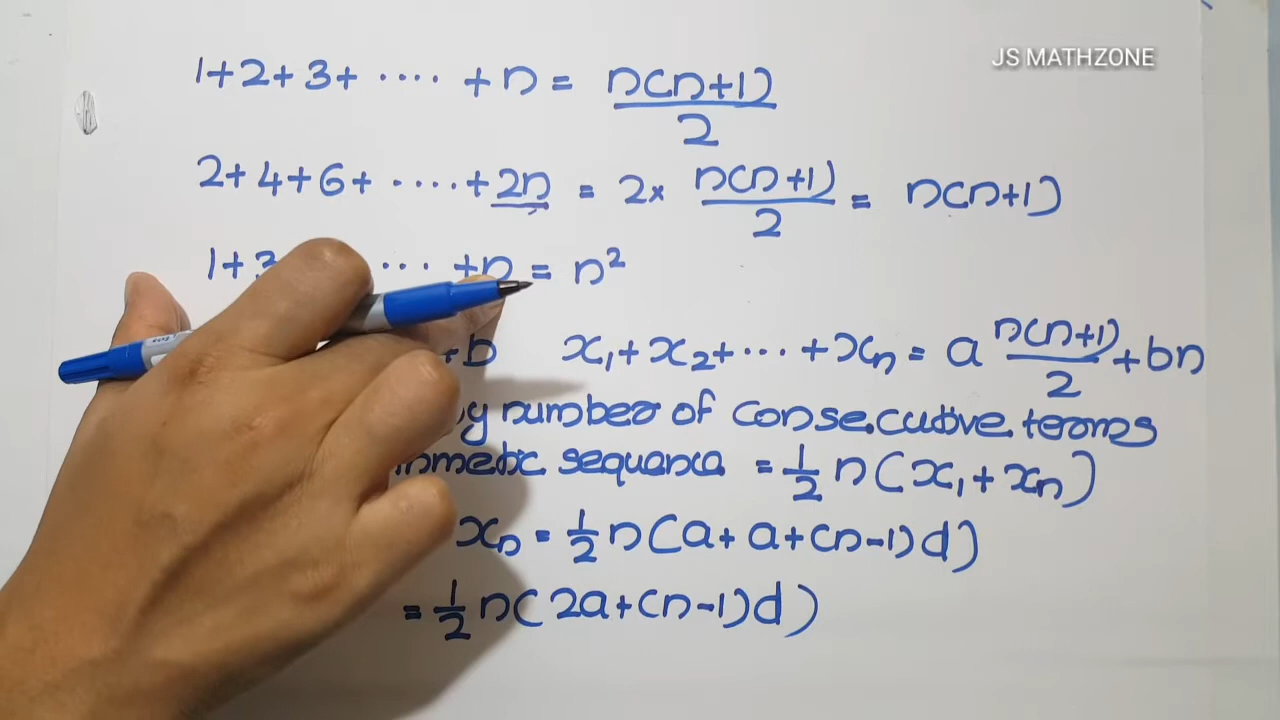 JS MATHZONE
1+2+3+ .... +n = n(n+1)/2
2+4+6+ ....+2n = 2× n(n+1)/2 = n(n+1)
1+3 ... +n = n²
+b x₁+x₂+...+xₙ = a n(n+1)/2 +bn
number of consecutive terms
sequence = 1/2 n(x₁+xₙ)
xₙ = 1/2 n(a+a+(n-1)d)
= 1/2 n(2a+(n-1)d)